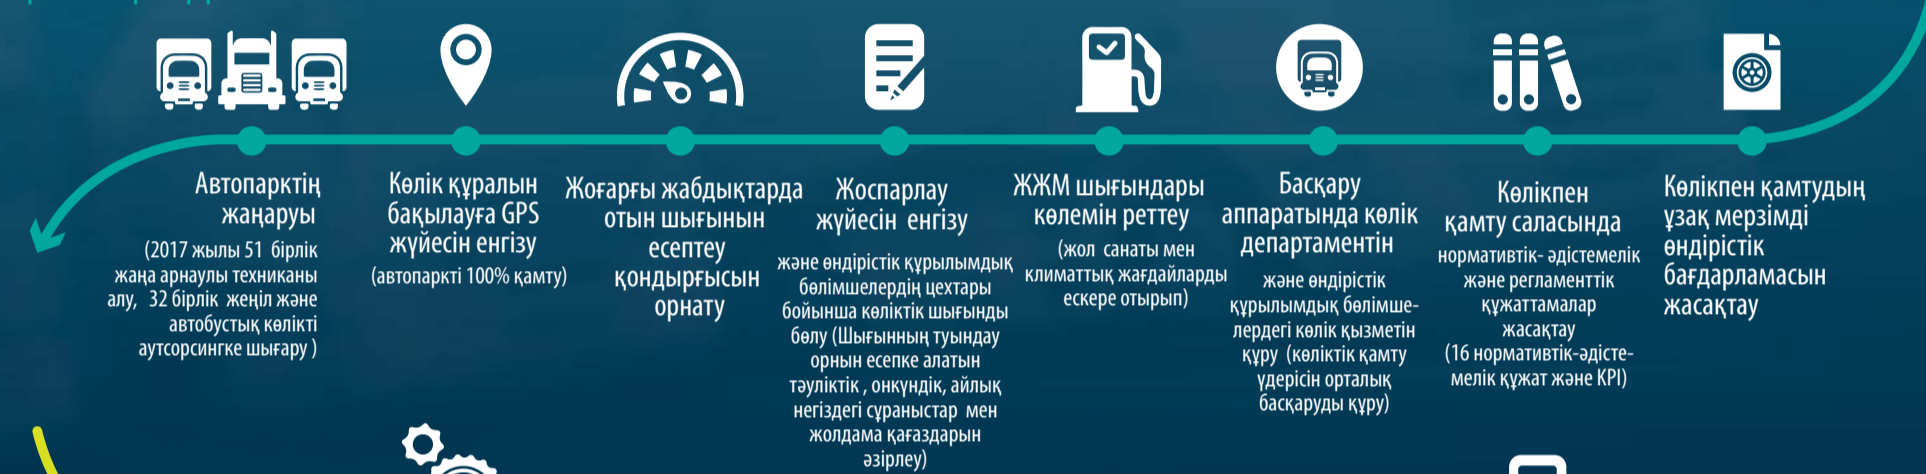 Автопарктің
жаңаруы
(2017 жылы 51 бірлік
жаңа арнаулы техниканы
алу, 32 бірлік жеңіл және
автобустық көлікті
аутсорсингке шығару )
Көлік құралын
бақылауға GPS
жүйесін енгізу
(автопаркті 100% қамту)
Жоғарғы жабдықтарда
отын шығынын
есептеу
қондырғысын
орнату
Жоспарлау
жүйесін енгізу
және өндірістік құрылымдық
бөлімшелердің цехтары
бойынша көліктік шығынды
бөлу (Шығынның туындау
орнын есепке алатын
тәуліктік , онкүндік, айлық
негіздегі сұраныстар мен
жолдама қағаздарын
әзірлеу)
ЖЖМ шығындары
көлемін реттеу
(жол санаты мен
климаттық жағдайларды
ескере отырып)
Басқару
аппаратында көлік
департаментін
және өндірістік
құрылымдық бөлімше-
лердегі көлік қызметін
құру (көліктік қамту
үдерісін орталық
басқаруды құру)
Көлікпен
қамту саласында
нормативтік- әдістемелік
және регламенттік
құжаттамалар
жасақтау
(16 нормативтік-әдісте-
мелік құжат және KPI)
Көлікпен қамтудың
ұзақ мерзімді
өндірістік
бағдарламасын
жасақтау